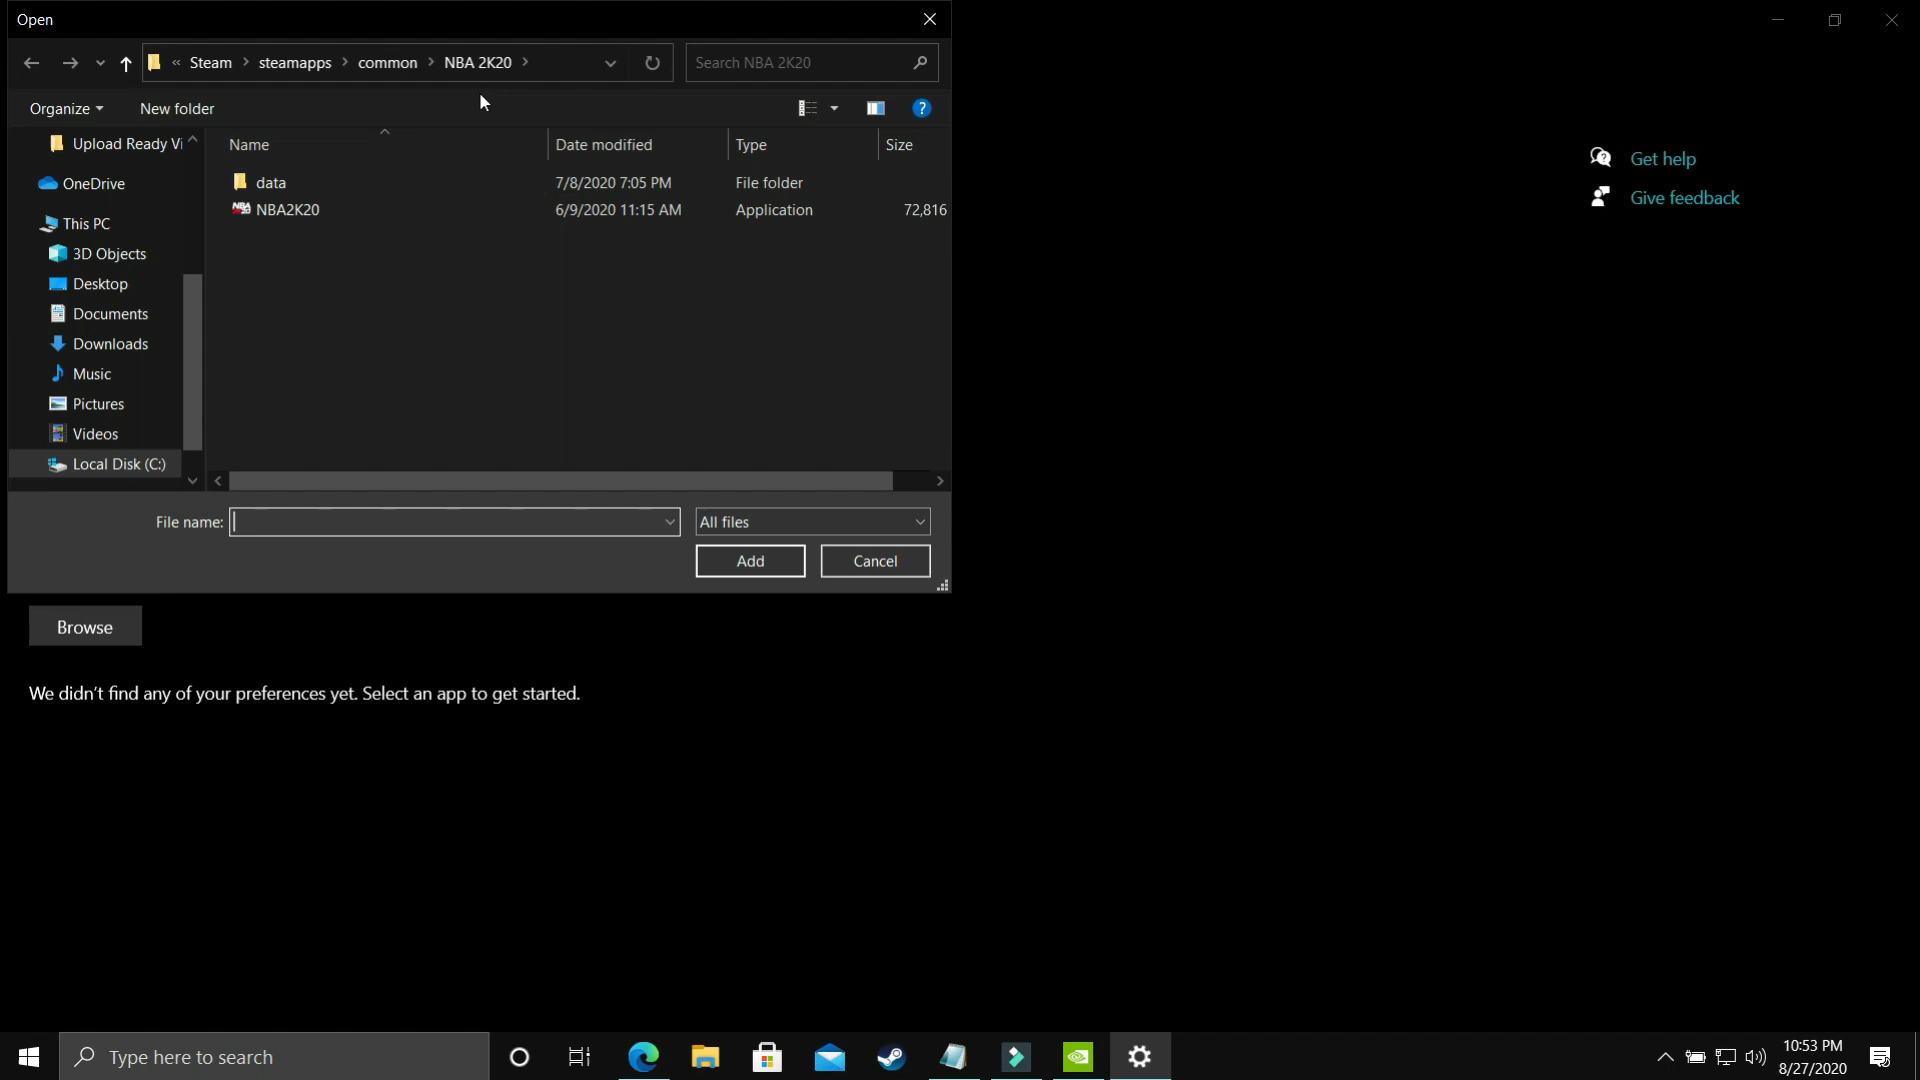 Open
« Steam > steamapps > common > NBA 2K20 >
Search NBA 2K20
Organize
New folder
Name
Date modified
Type
Size
Upload Ready Vi
OneDrive
This PC
3D Objects
Desktop
Documents
Downloads
Music
Pictures
Videos
Local Disk (C:)
data 7/8/2020 7:05 PM File folder
NBA2K20 6/9/2020 11:15 AM Application 72,816
File name:
All files
Add
Cancel
Get help
Give feedback
Browse
We didn't find any of your preferences yet. Select an app to get started.
Type here to search
10:53 PM
8/27/2020